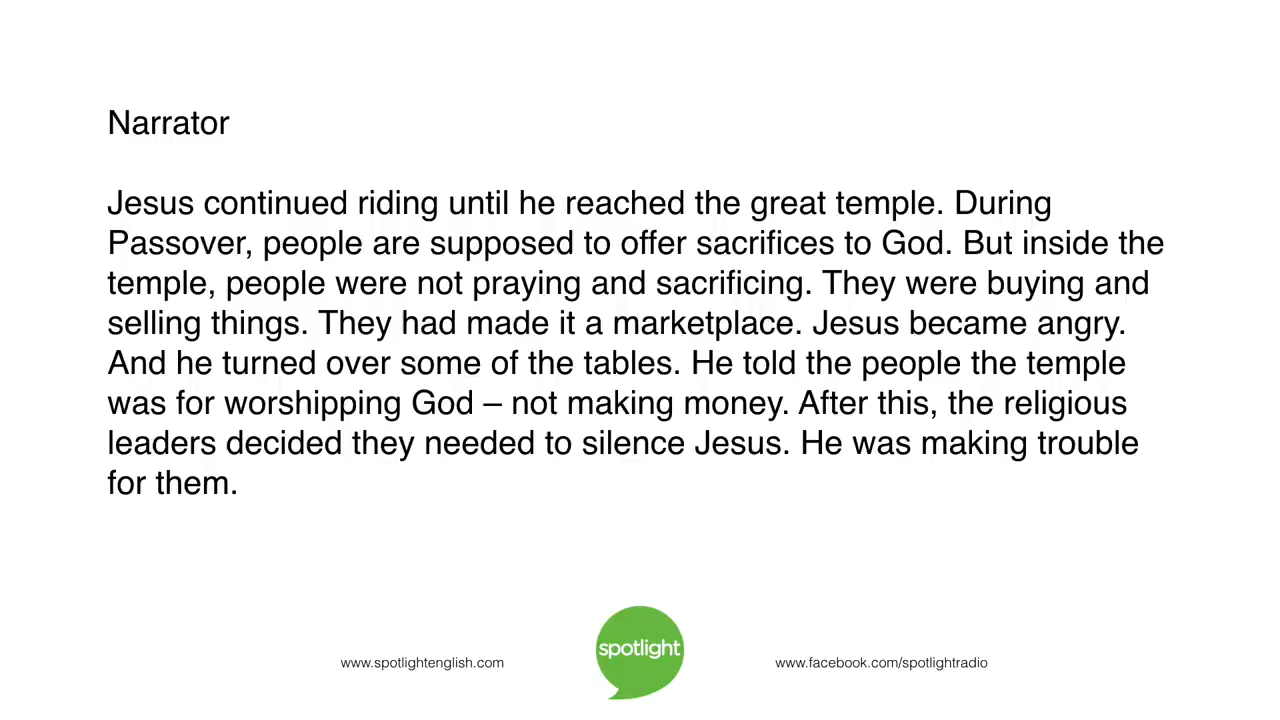 Narrator
Jesus continued riding until he reached the great temple. During
Passover, people are supposed to offer sacrifices to God. But inside the
temple, people were not praying and sacrificing. They were buying and
selling things. They had made it a marketplace. Jesus became angry.
And he turned over some of the tables. He told the people the temple
was for worshipping God – not making money. After this, the religious
leaders decided they needed to silence Jesus. He was making trouble
for them.
www.spotlightenglish.com
spotlight
www.facebook.com/spotlightradio